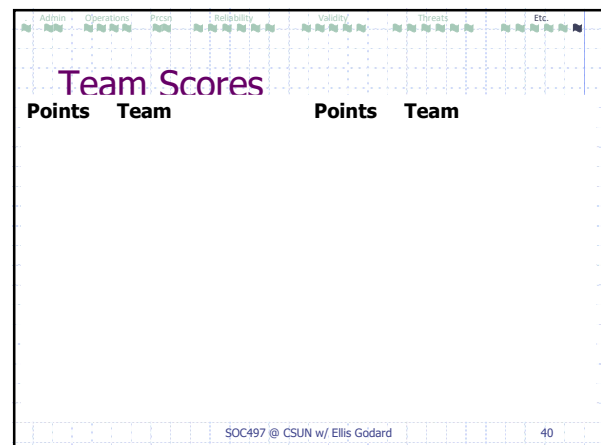 Admin Operations Prcsn Reliability Validity Threats Etc.
Team Scores
Points Team Points Team
SOC497 @ CSUN w/ Ellis Godard 40